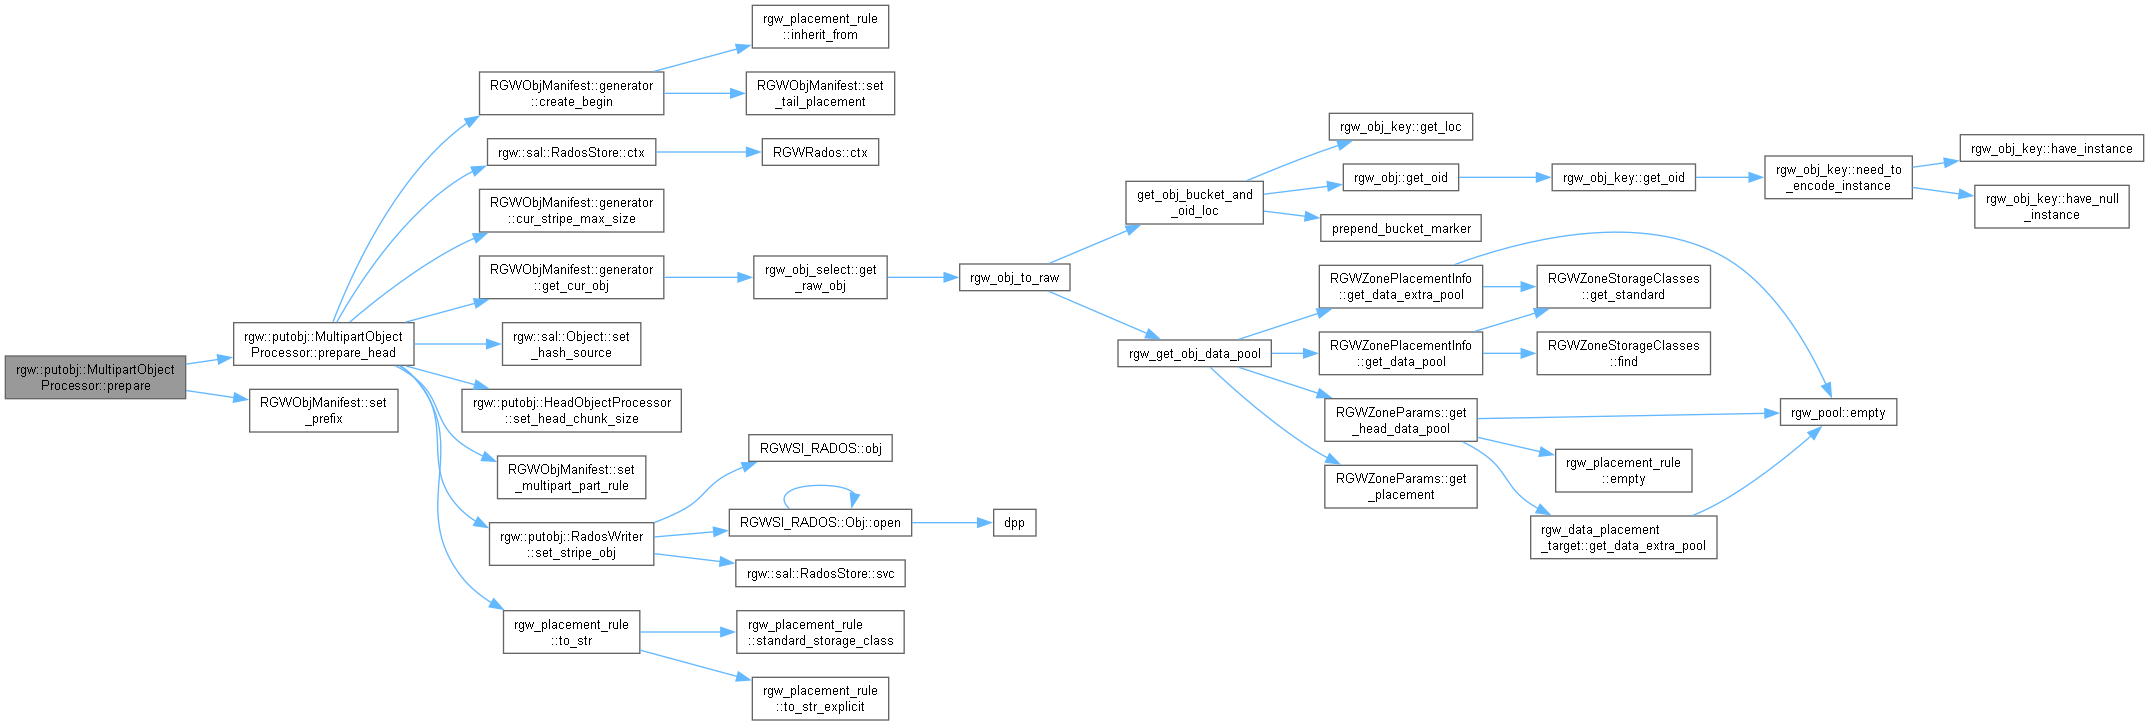 rgw::putobj::MultipartObject
Processor::prepare
rgw::putobj::MultipartObject
Processor::prepare_head
RGWObjManifest::set
_prefix
RGWObjManifest::generator
::create_begin
rgw::sal::RadosStore::ctx
RGWObjManifest::generator
::cur_stripe_max_size
RGWObjManifest::generator
::get_cur_obj
rgw::sal::Object::set
_hash_source
rgw::putobj::HeadObjectProcessor
::set_head_chunk_size
RGWObjManifest::set
_multipart_part_rule
rgw::putobj::RadosWriter
::set_stripe_obj
rgw_placement_rule
::to_str
rgw_placement_rule
::inherit_from
RGWObjManifest::set
_tail_placement
RGWRados::ctx
rgw_obj_select::get
_raw_obj
RGWSI_RADOS::obj
RGWSI_RADOS::Obj::open
rgw::sal::RadosStore::svc
rgw_placement_rule
::standard_storage_class
rgw_placement_rule
::to_str_explicit
rgw_obj_to_raw
dpp
get_obj_bucket_and
_oid_loc
rgw_get_obj_data_pool
rgw_obj_key::get_loc
rgw_obj::get_oid
prepend_bucket_marker
RGWZonePlacementInfo
::get_data_extra_pool
RGWZonePlacementInfo
::get_data_pool
RGWZoneParams::get
_head_data_pool
RGWZoneParams::get
_placement
rgw_obj_key::get_oid
RGWZoneStorageClasses
::get_standard
RGWZoneStorageClasses
::find
rgw_placement_rule
::empty
rgw_data_placement
_target::get_data_extra_pool
rgw_obj_key::need_to
_encode_instance
rgw_pool::empty
rgw_obj_key::have_instance
rgw_obj_key::have_null
_instance